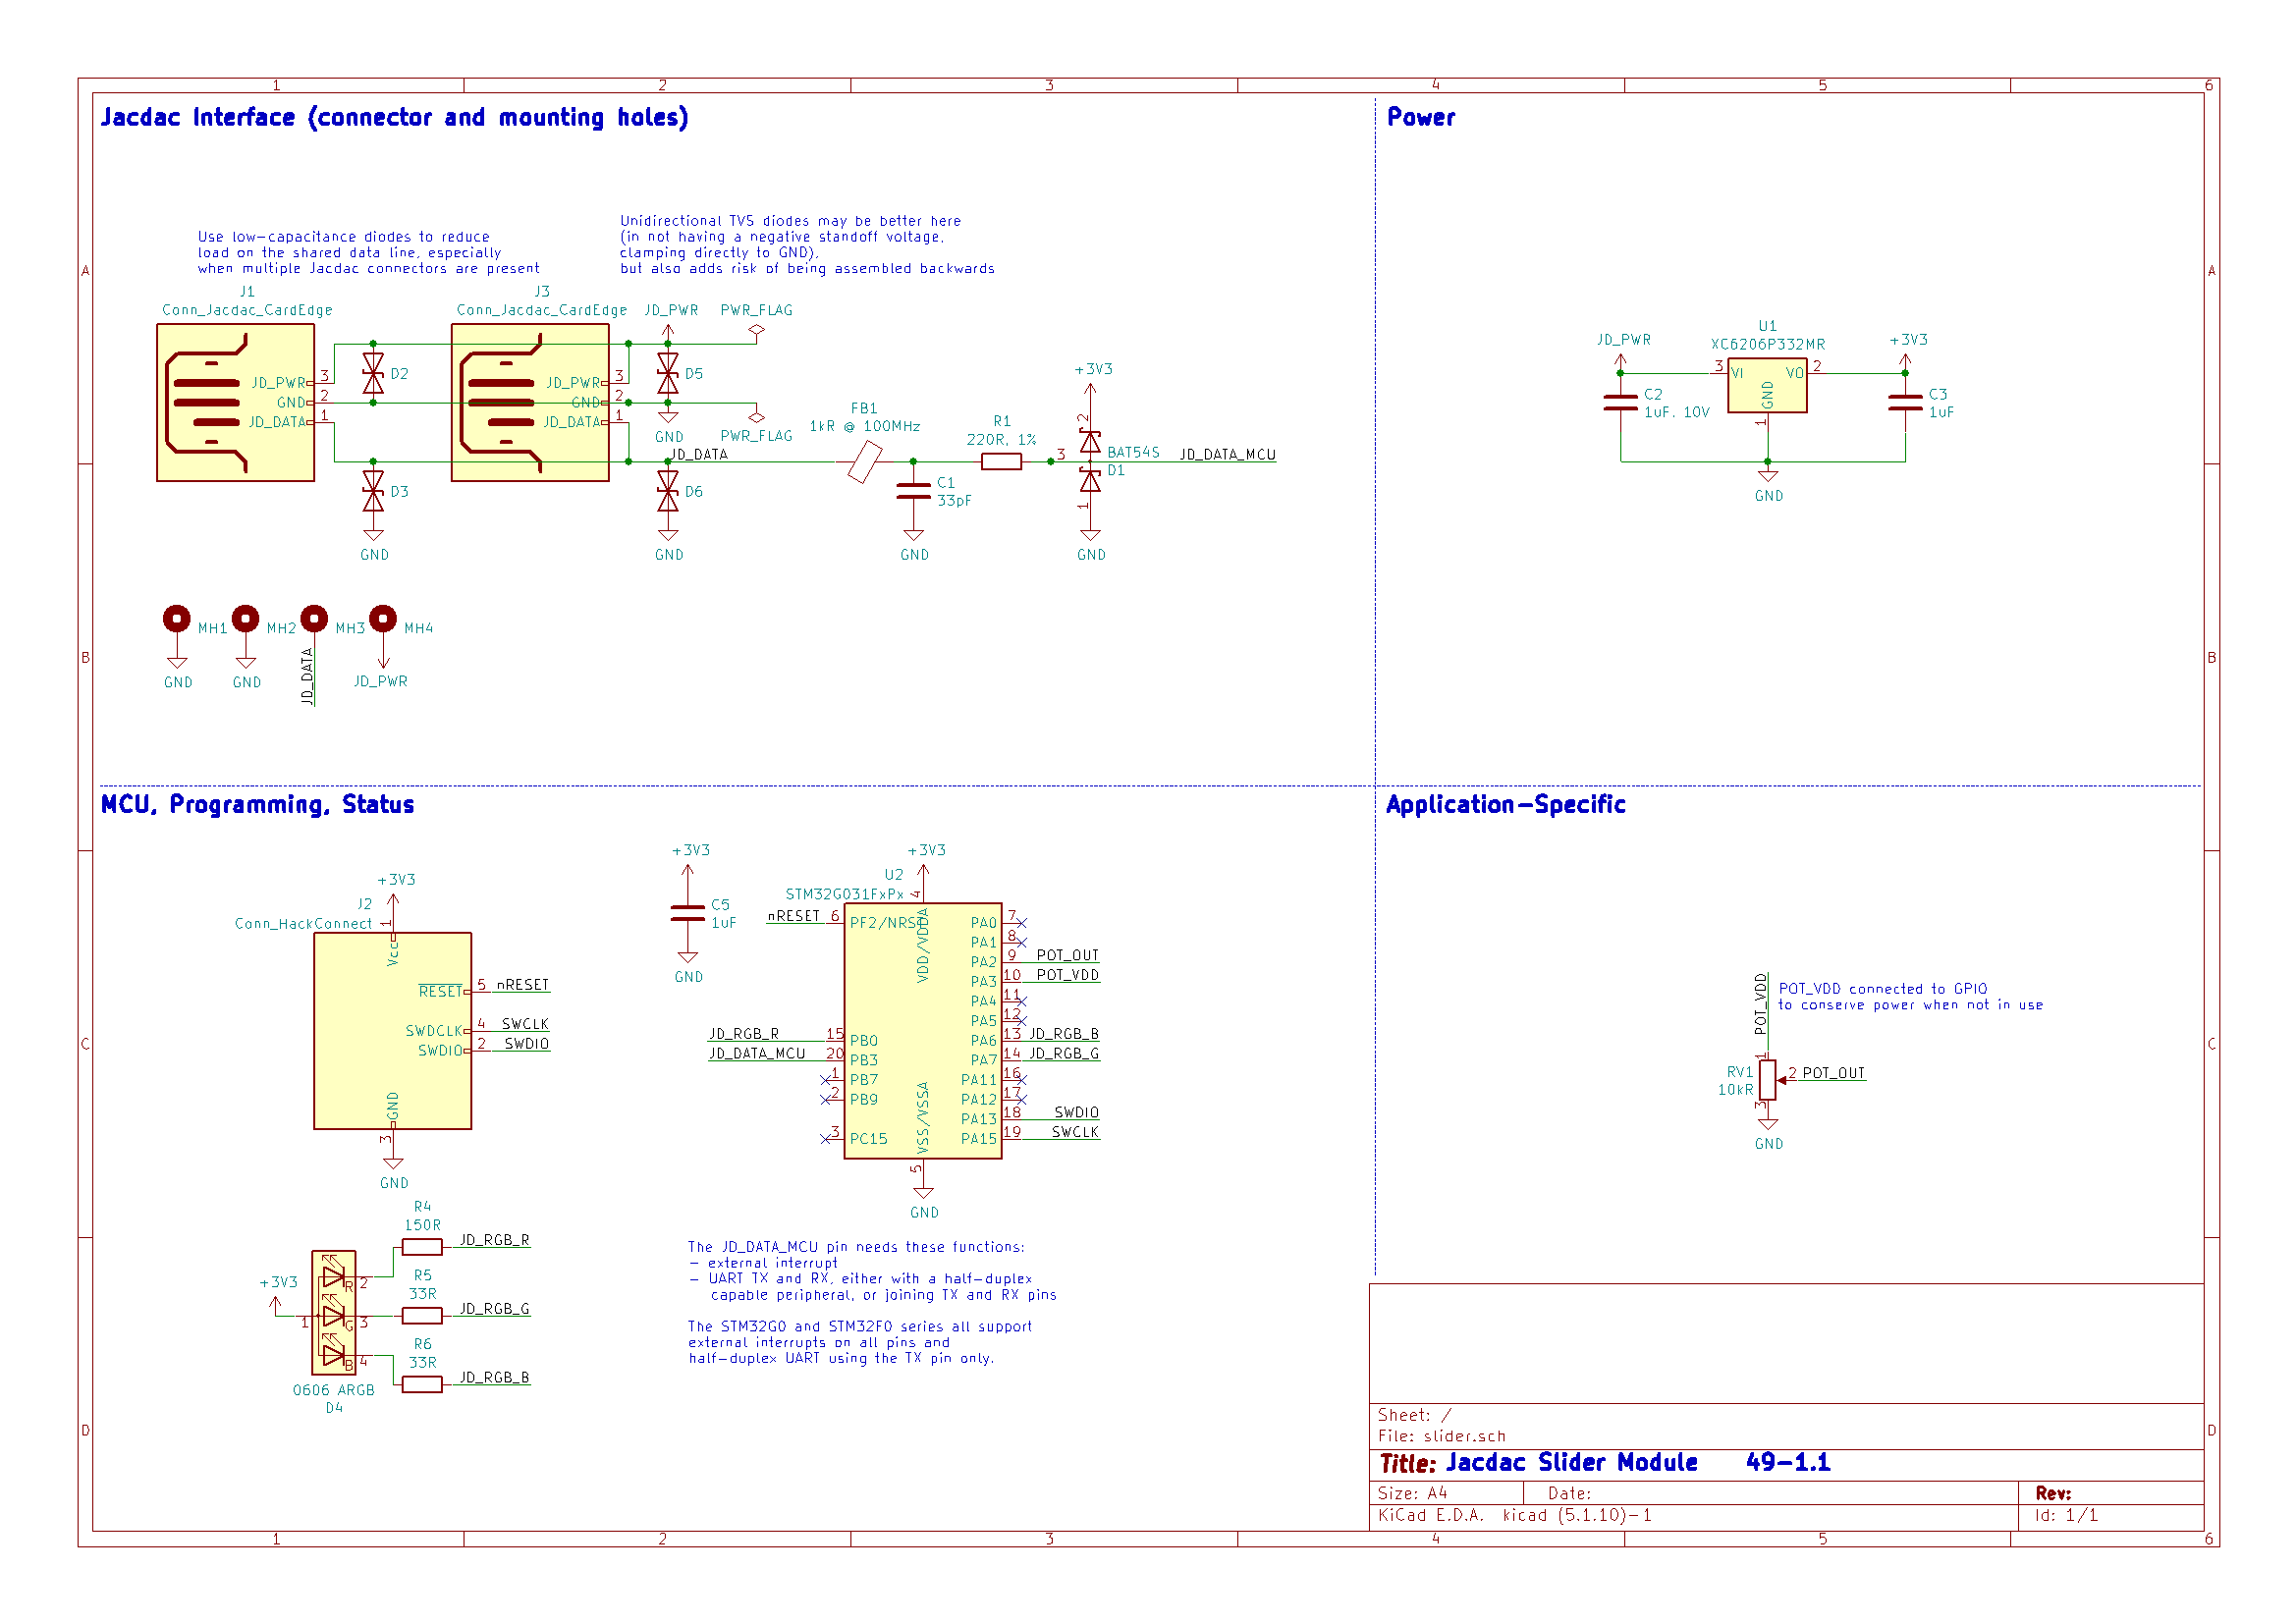 1 2 3 4 5 6
Jacdac Interface (connector and mounting holes)
Power
Use low-capacitance diodes to reduce
load on the shared data line, especially
when multiple Jacdac connectors are present
Unidirectional TVS diodes may be better here
(in not having a negative standoff voltage,
clamping directly to GND),
but also adds risk of being assembled backwards
A
A
J1
Conn_Jacdac_CardEdge
JD_PWR 3
GND 2
JD_DATA 1
D2
D3
GND
J3
Conn_Jacdac_CardEdge
JD_PWR 3
GND 2
JD_DATA 1
JD_PWR
PWR_FLAG
D5
GND
PWR_FLAG
JD_DATA
D6
GND
FB1
1kR @ 100MHz
C1
33pF
GND
R1
220R, 1%
+3V3
2
3
BAT54S
D1
1
GND
JD_DATA_MCU
JD_PWR
C2
1uF, 10V
U1
XC6206P332MR
3 VI
VO 2
GND
1
GND
+3V3
C3
1uF
MH1
GND
MH2
GND
MH3
JD_DATA
MH4
JD_PWR
B
B
MCU, Programming, Status
Application-Specific
+3V3
J2
Conn_HackConnect
1
Vcc
RESET 5 nRESET
SWDCLK 4 SWCLK
SWDIO 2 SWDIO
GND
3
GND
+3V3
C5
1uF
GND
+3V3
U2
STM32G031FxPx
4
VDD/VDDA
nRESET 6 PF2/NRST
JD_RGB_R 15 PB0
JD_DATA_MCU 20 PB3
1 PB7
2 PB9
3 PC15
PA0 7
PA1 8
PA2 9 POT_OUT
PA3 10 POT_VDD
PA4 11
PA5 12
PA6 13 JD_RGB_B
PA7 14 JD_RGB_G
PA11 16
PA12 17
PA13 18 SWDIO
PA15 19 SWCLK
VSS/VSSA
5
GND
C
C
POT_VDD
POT_VDD connected to GPIO
to conserve power when not in use
1
RV1
10kR
2 POT_OUT
3
GND
R4
150R
JD_RGB_R
R5
33R
JD_RGB_G
R6
33R
JD_RGB_B
+3V3
1
R 2
G 3
B 4
0606 ARGB
D4
The JD_DATA_MCU pin needs these functions:
- external interrupt
- UART TX and RX, either with a half-duplex
capable peripheral, or joining TX and RX pins
The STM32G0 and STM32F0 series all support
external interrupts on all pins and
half-duplex UART using the TX pin only.
D
D
Sheet: /
File: slider.sch
Title: Jacdac Slider Module 49-1.1
Size: A4 Date: Rev:
KiCad E.D.A. kicad (5.1.10)-1 Id: 1/1
1 2 3 4 5 6